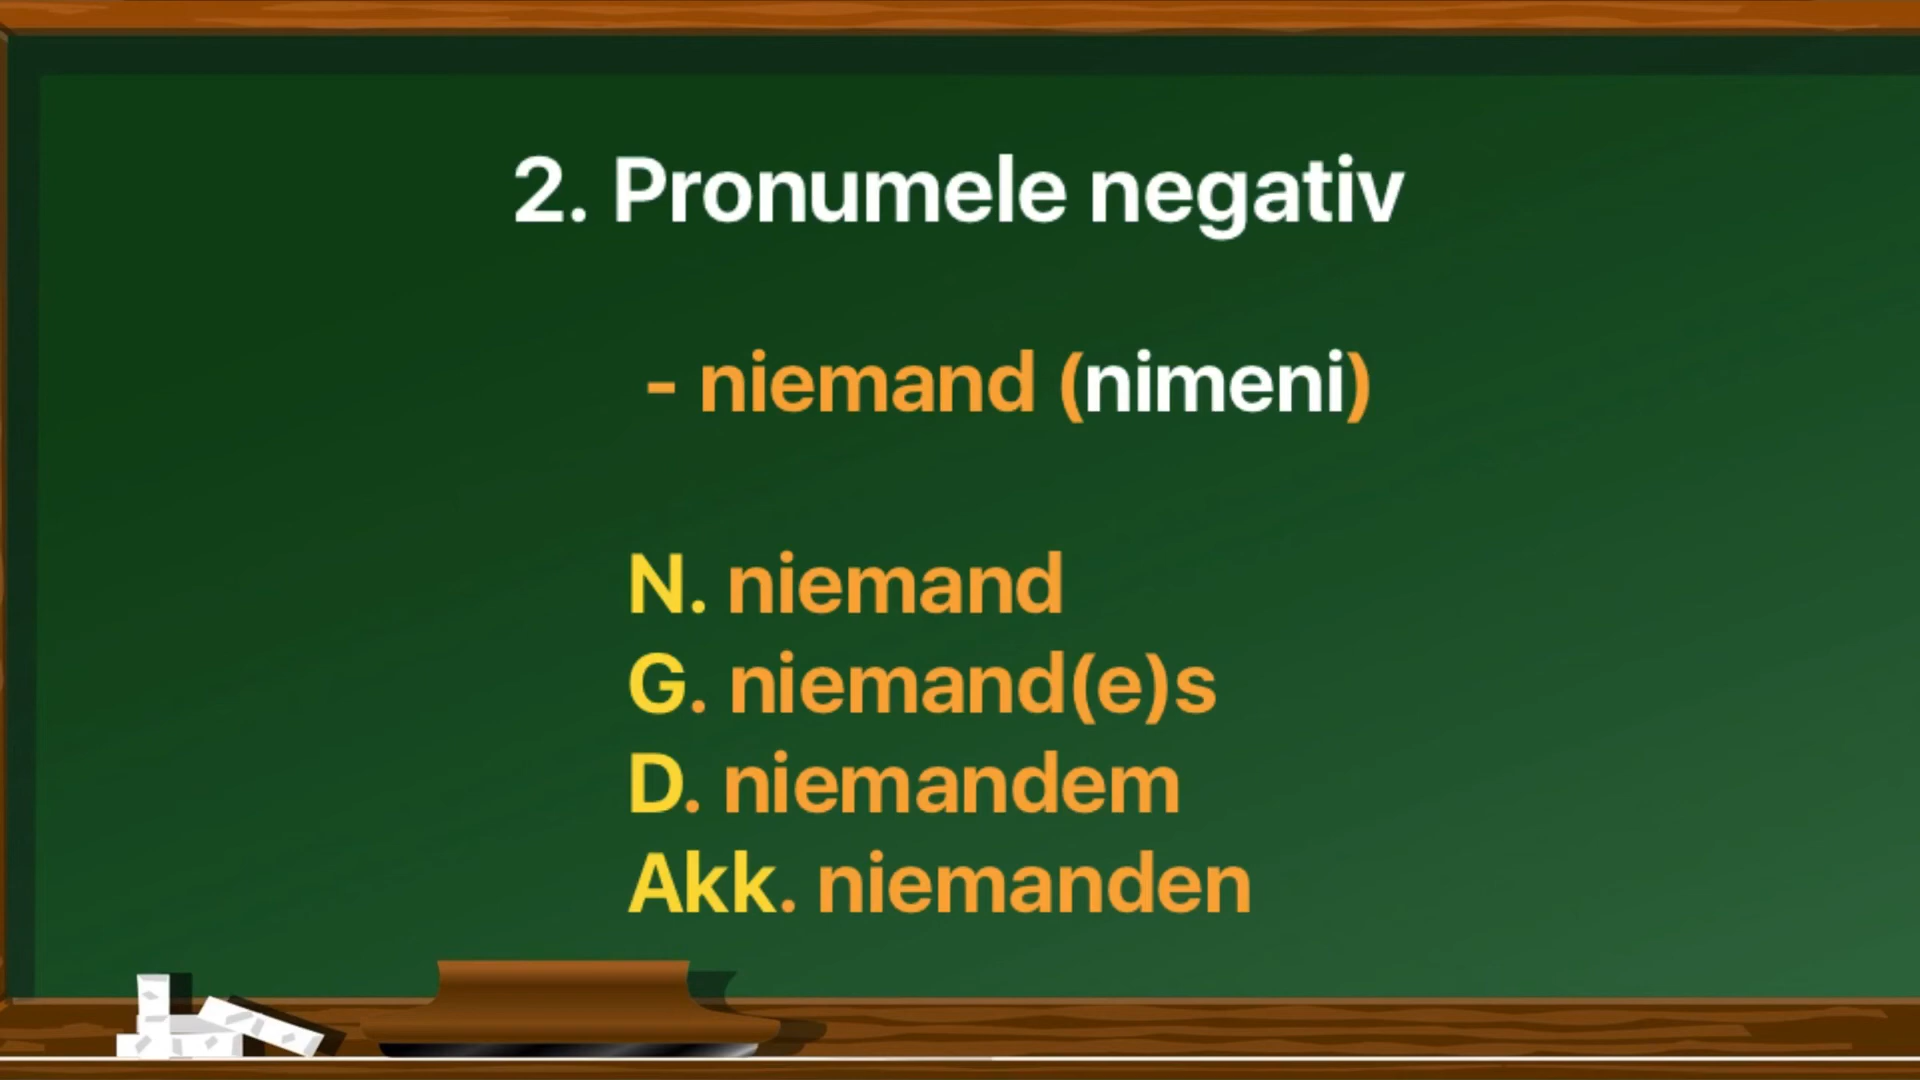 2. Pronumele negativ
- niemand (nimeni)
N. niemand
G. niemand(e)s
D. niemandem
Akk. niemanden